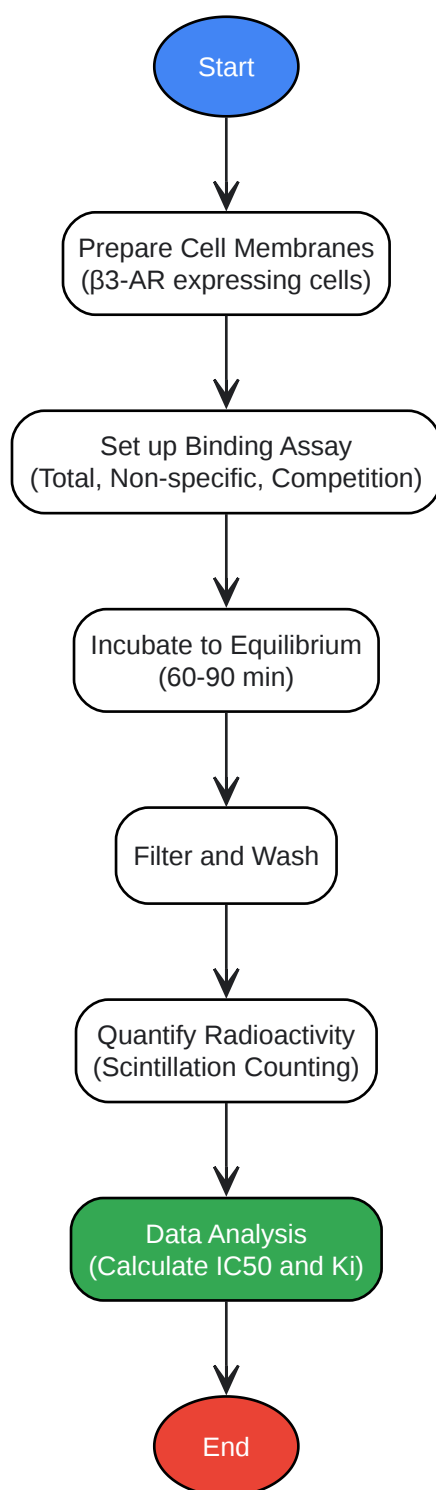 Start
Prepare Cell Membranes
(β3-AR expressing cells)
Set up Binding Assay
(Total, Non-specific, Competition)
Incubate to Equilibrium
(60-90 min)
Filter and Wash
Quantify Radioactivity
(Scintillation Counting)
Data Analysis
(Calculate IC50 and Ki)
End